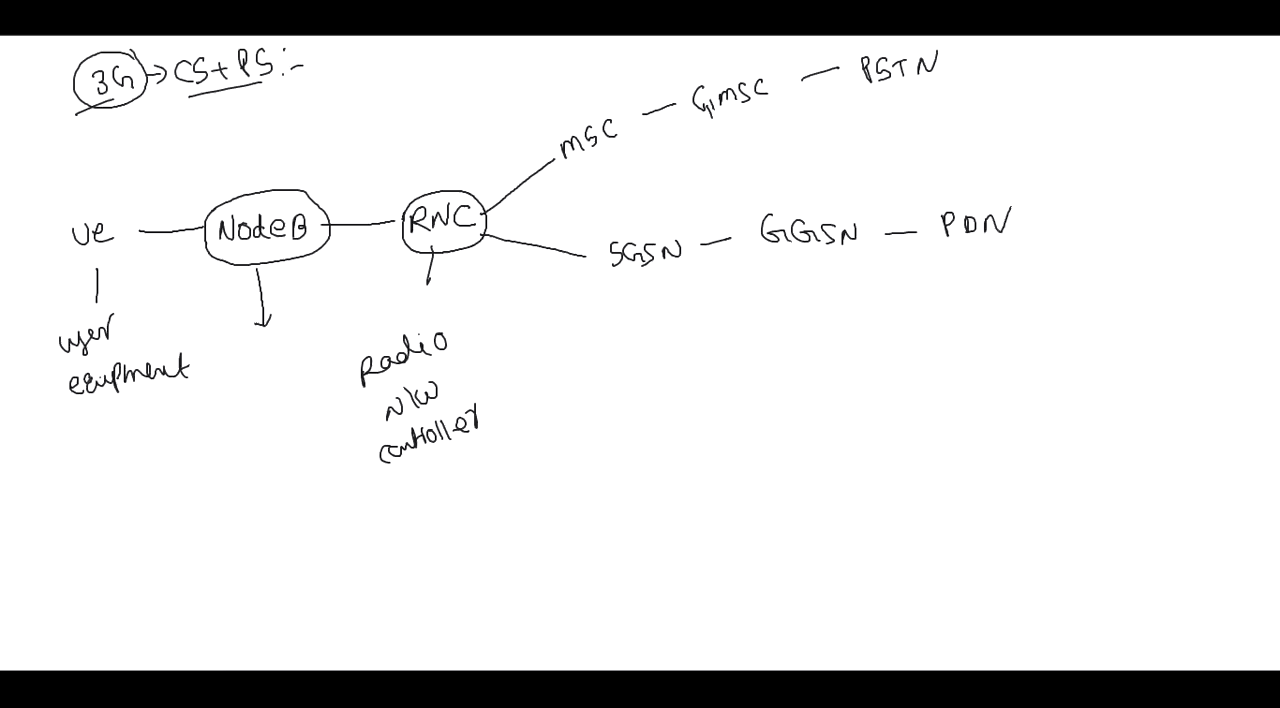 3G → CS + PS :-
MSC — GMSC — PSTN
UE — NodeB — RNC
SGSN — GGSN — PDN
user
equipment
Radio
N/W
controller